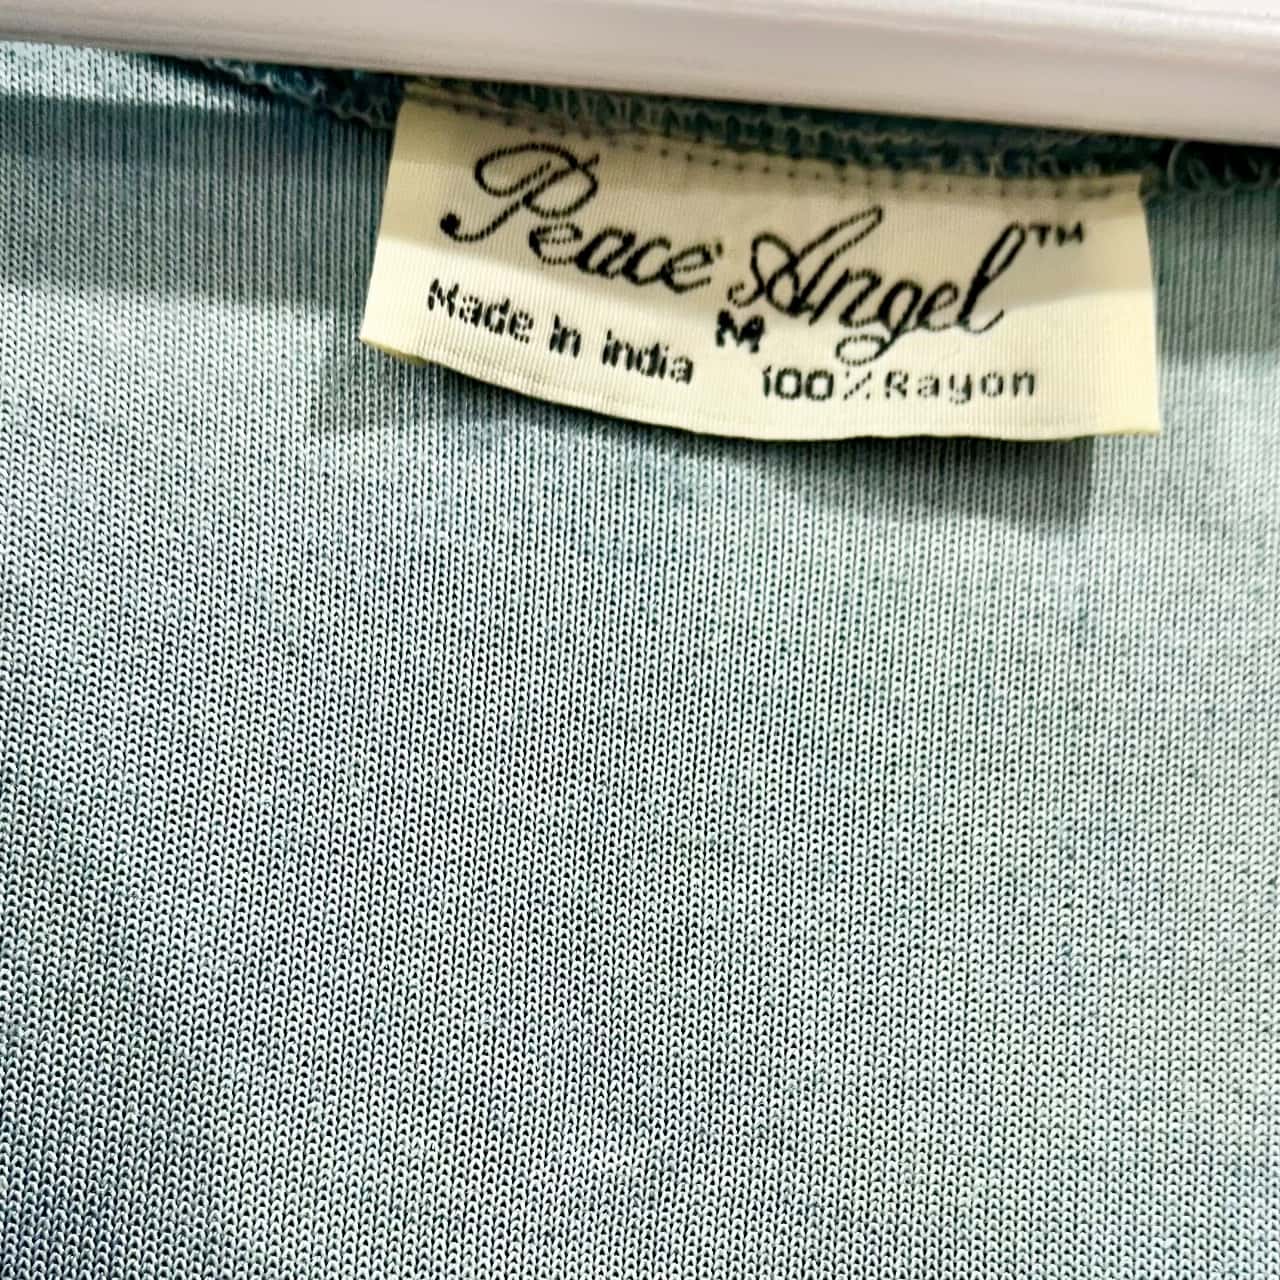 Peace Angel™
M
Made in india
100% Rayon